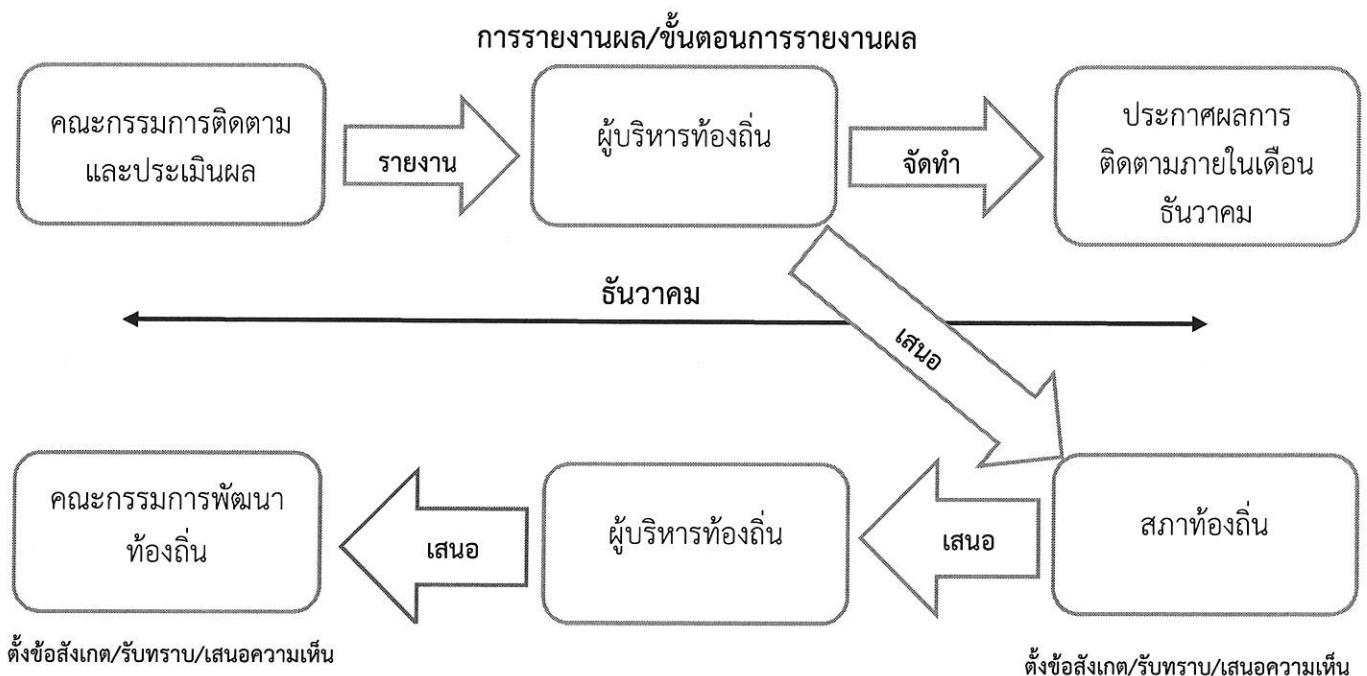 การรายงานผล/ขั้นตอนการรายงานผล
คณะกรรมการติดตาม
และประเมินผล
รายงาน
ผู้บริหารท้องถิ่น
จัดทำ
ประกาศผลการ
ติดตามภายในเดือน
ธันวาคม
ธันวาคม
เสนอ
คณะกรรมการพัฒนา
ท้องถิ่น
เสนอ
ผู้บริหารท้องถิ่น
เสนอ
สภาท้องถิ่น
ตั้งข้อสังเกต/รับทราบ/เสนอความเห็น
ตั้งข้อสังเกต/รับทราบ/เสนอความเห็น